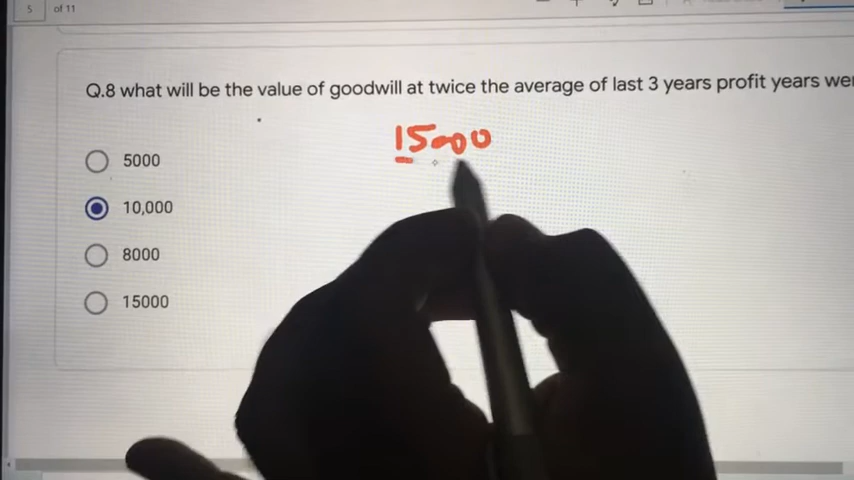 5 of 11
Q.8 what will be the value of goodwill at twice the average of last 3 years profit years
15000
5000
10,000
8000
15000